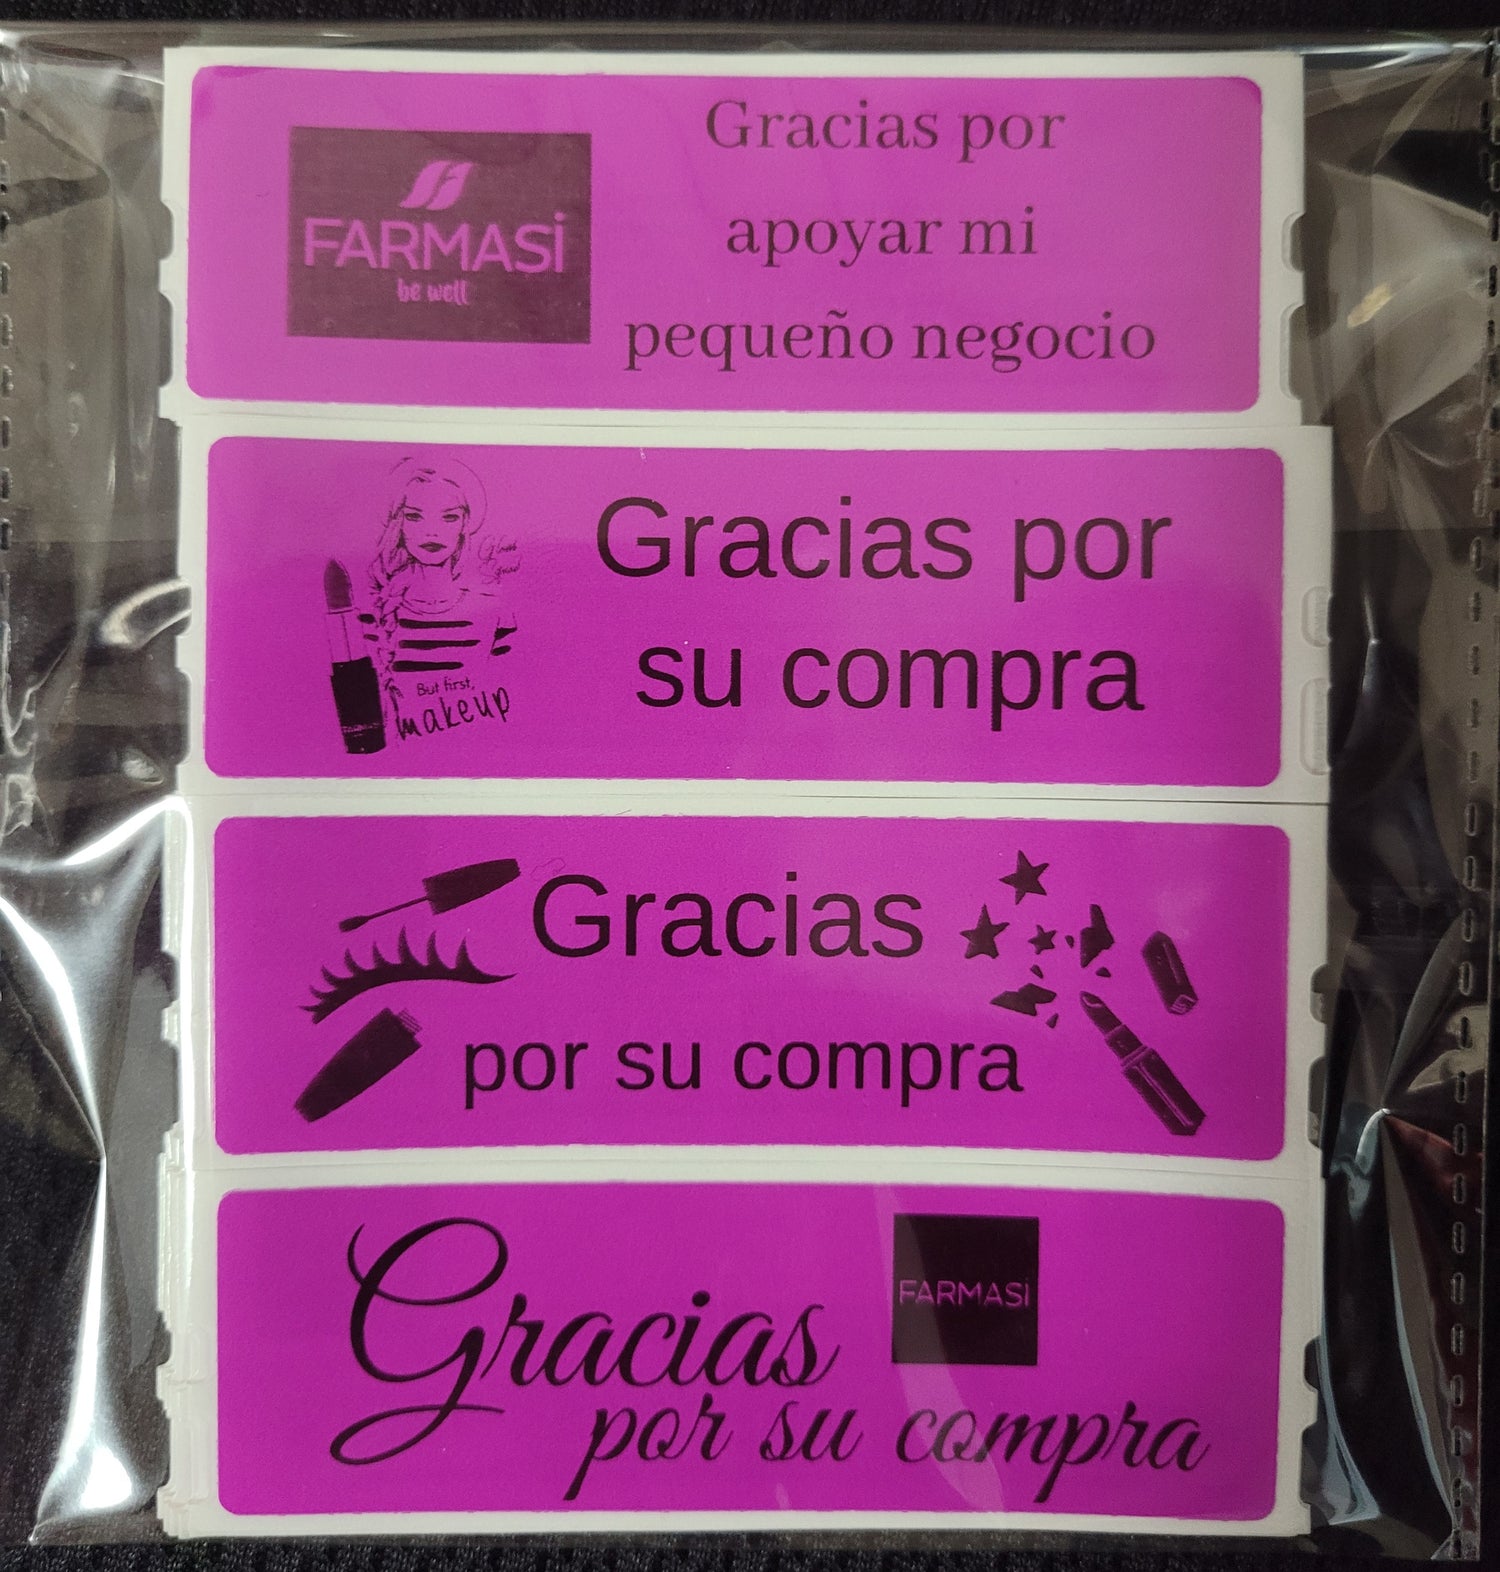 FARMASİ
be well
Gracias por
apoyar mi
pequeño negocio
But first,
makeup
Gracias por
su compra
Gracias
por su compra
FARMASİ
Gracias
por su compra